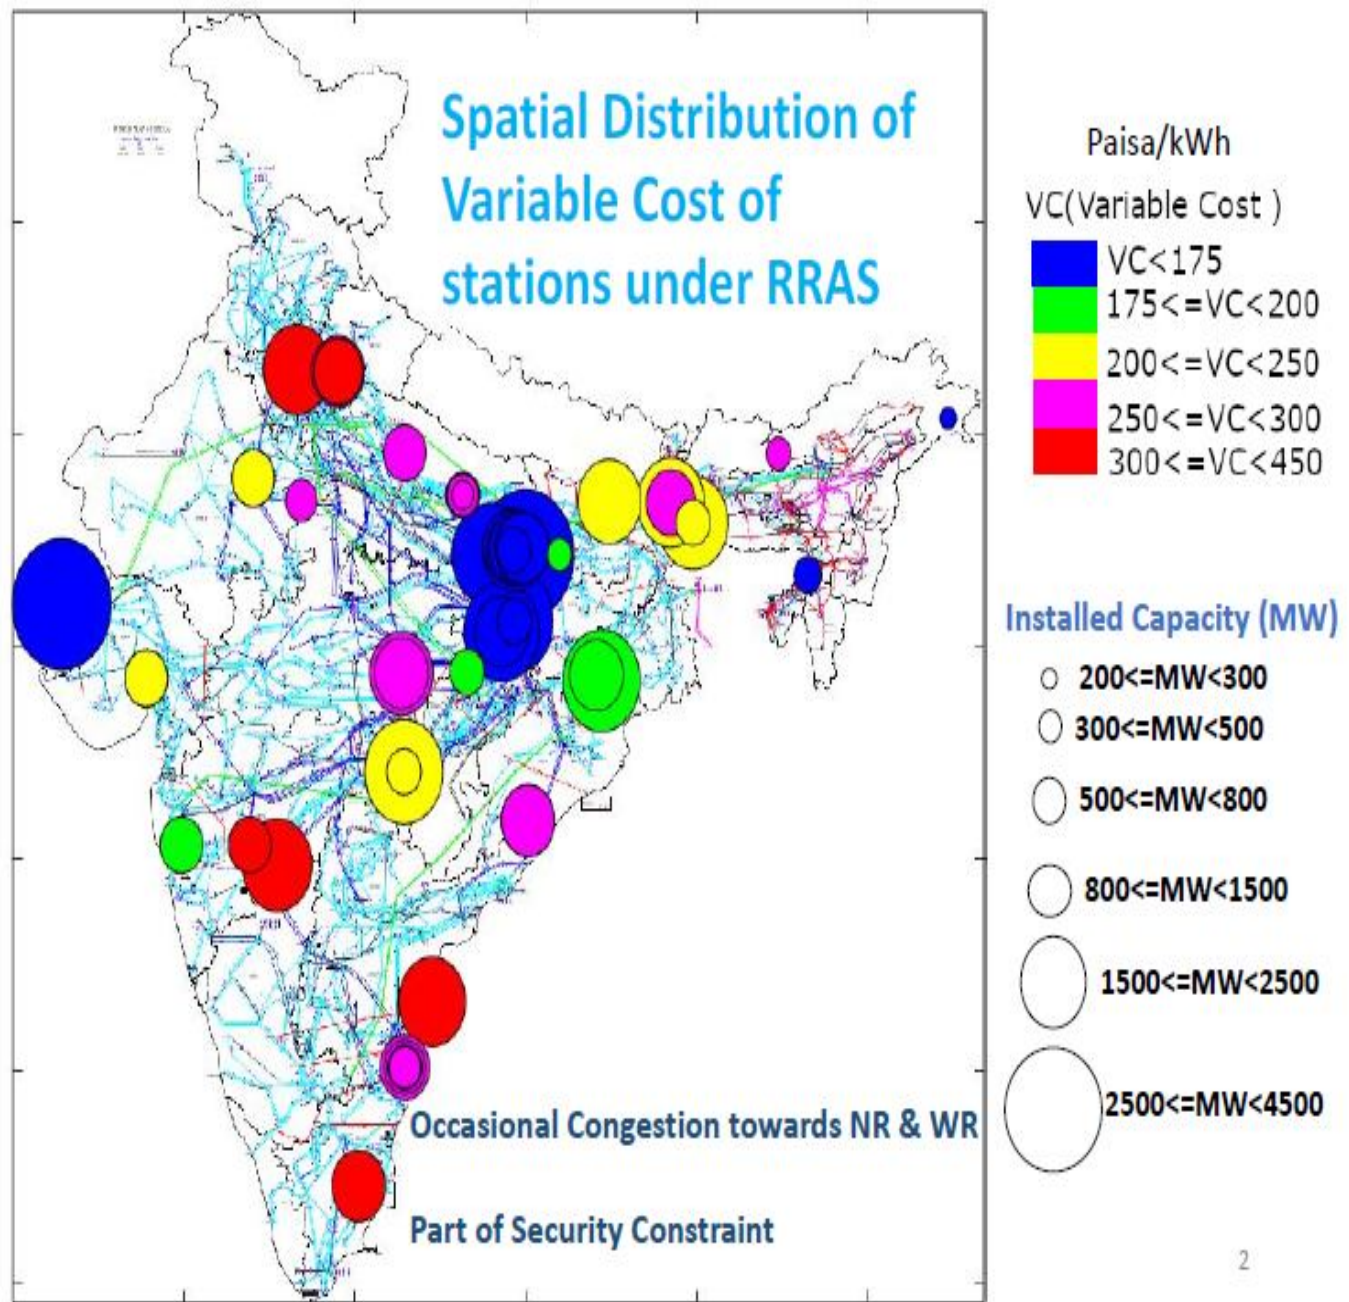 Spatial Distribution of
Variable Cost of
stations under RRAS
Paisa/kWh
VC(Variable Cost )
VC<175
175<=VC<200
200<=VC<250
250<=VC<300
300<=VC<450
Installed Capacity (MW)
200<=MW<300
300<=MW<500
500<=MW<800
800<=MW<1500
1500<=MW<2500
2500<=MW<4500
Occasional Congestion towards NR & WR
Part of Security Constraint
2